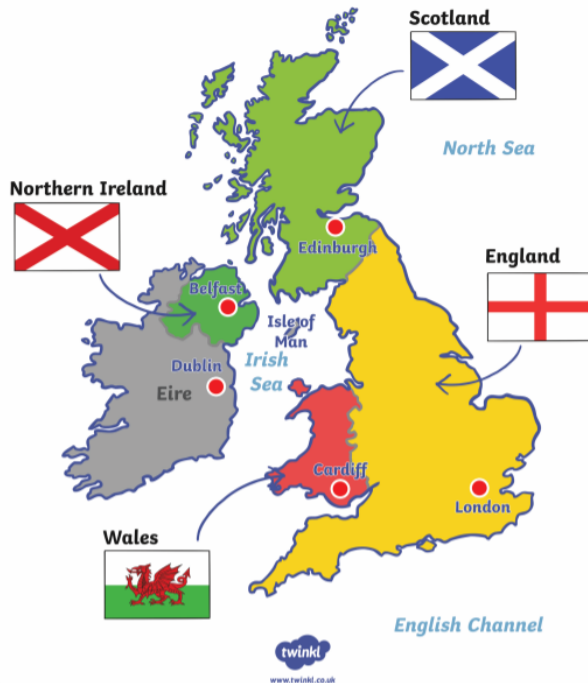 Scotland
North Sea
Northern Ireland
Edinburgh
England
Belfast
Isle of
Man
Irish
Sea
Dublin
Eire
Cardiff
London
Wales
English Channel
twinkl
www.twinkl.co.uk